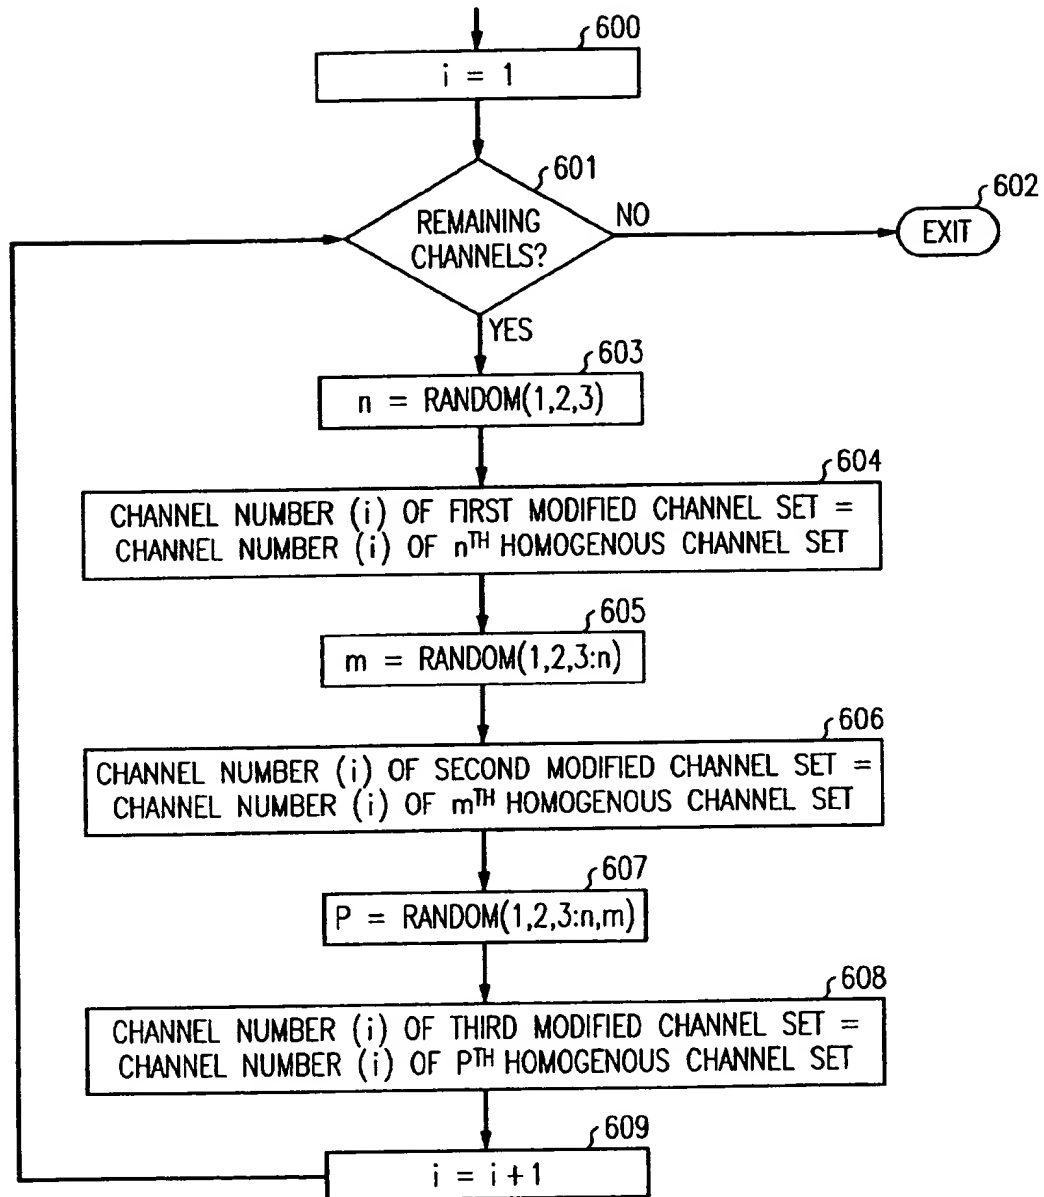 600
i = 1
601
REMAINING
CHANNELS?
NO
602
EXIT
YES
603
n = RANDOM(1,2,3)
604
CHANNEL NUMBER (i) OF FIRST MODIFIED CHANNEL SET =
CHANNEL NUMBER (i) OF nTH HOMOGENOUS CHANNEL SET
605
m = RANDOM(1,2,3:n)
606
CHANNEL NUMBER (i) OF SECOND MODIFIED CHANNEL SET =
CHANNEL NUMBER (i) OF mTH HOMOGENOUS CHANNEL SET
607
P = RANDOM(1,2,3:n,m)
608
CHANNEL NUMBER (i) OF THIRD MODIFIED CHANNEL SET =
CHANNEL NUMBER (i) OF PTH HOMOGENOUS CHANNEL SET
609
i = i+1